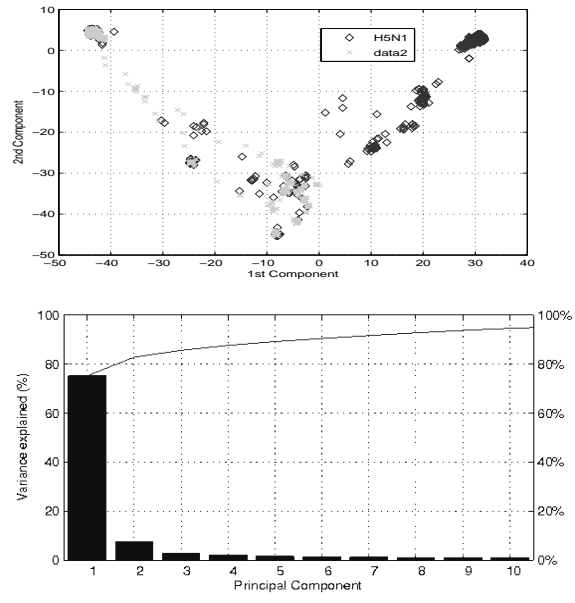 10
0
−10
−20
−30
−40
−50
2nd Component
H5N1
data2
−50 −40 −30 −20 −10 0 10 20 30 40
1st Component
100 100%
80 80%
60 60%
40 40%
20 20%
0 0%
Variance explained (%)
1 2 3 4 5 6 7 8 9 10
Principal Component